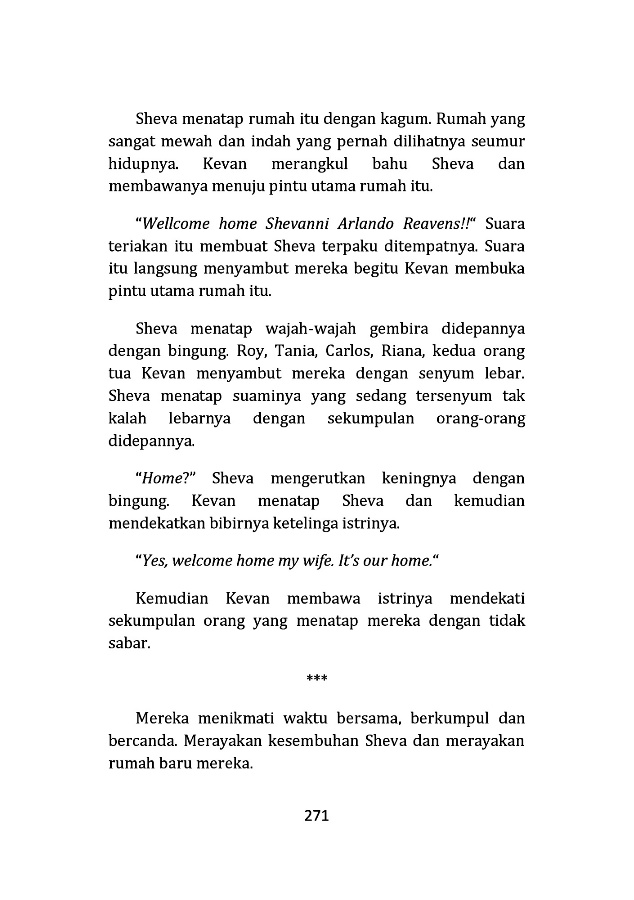 Sheva menatap rumah itu dengan kagum. Rumah yang
sangat mewah dan indah yang pernah dilihatnya seumur
hidupnya. Kevan merangkul bahu Sheva dan
membawanya menuju pintu utama rumah itu.
“Wellcome home Shevanni Arlando Reavens!!“ Suara
teriakan itu membuat Sheva terpaku ditempatnya. Suara
itu langsung menyambut mereka begitu Kevan membuka
pintu utama rumah itu.
Sheva menatap wajah-wajah gembira didepannya
dengan bingung. Roy, Tania, Carlos, Riana, kedua orang
tua Kevan menyambut mereka dengan senyum lebar.
Sheva menatap suaminya yang sedang tersenyum tak
kalah lebarnya dengan sekumpulan orang-orang
didepannya.
“Home?” Sheva mengerutkan keningnya dengan
bingung. Kevan menatap Sheva dan kemudian
mendekatkan bibirnya ketelinga istrinya.
“Yes, welcome home my wife. It’s our home.“
Kemudian Kevan membawa istrinya mendekati
sekumpulan orang yang menatap mereka dengan tidak
sabar.
***
Mereka menikmati waktu bersama, berkumpul dan
bercanda. Merayakan kesembuhan Sheva dan merayakan
rumah baru mereka.
271